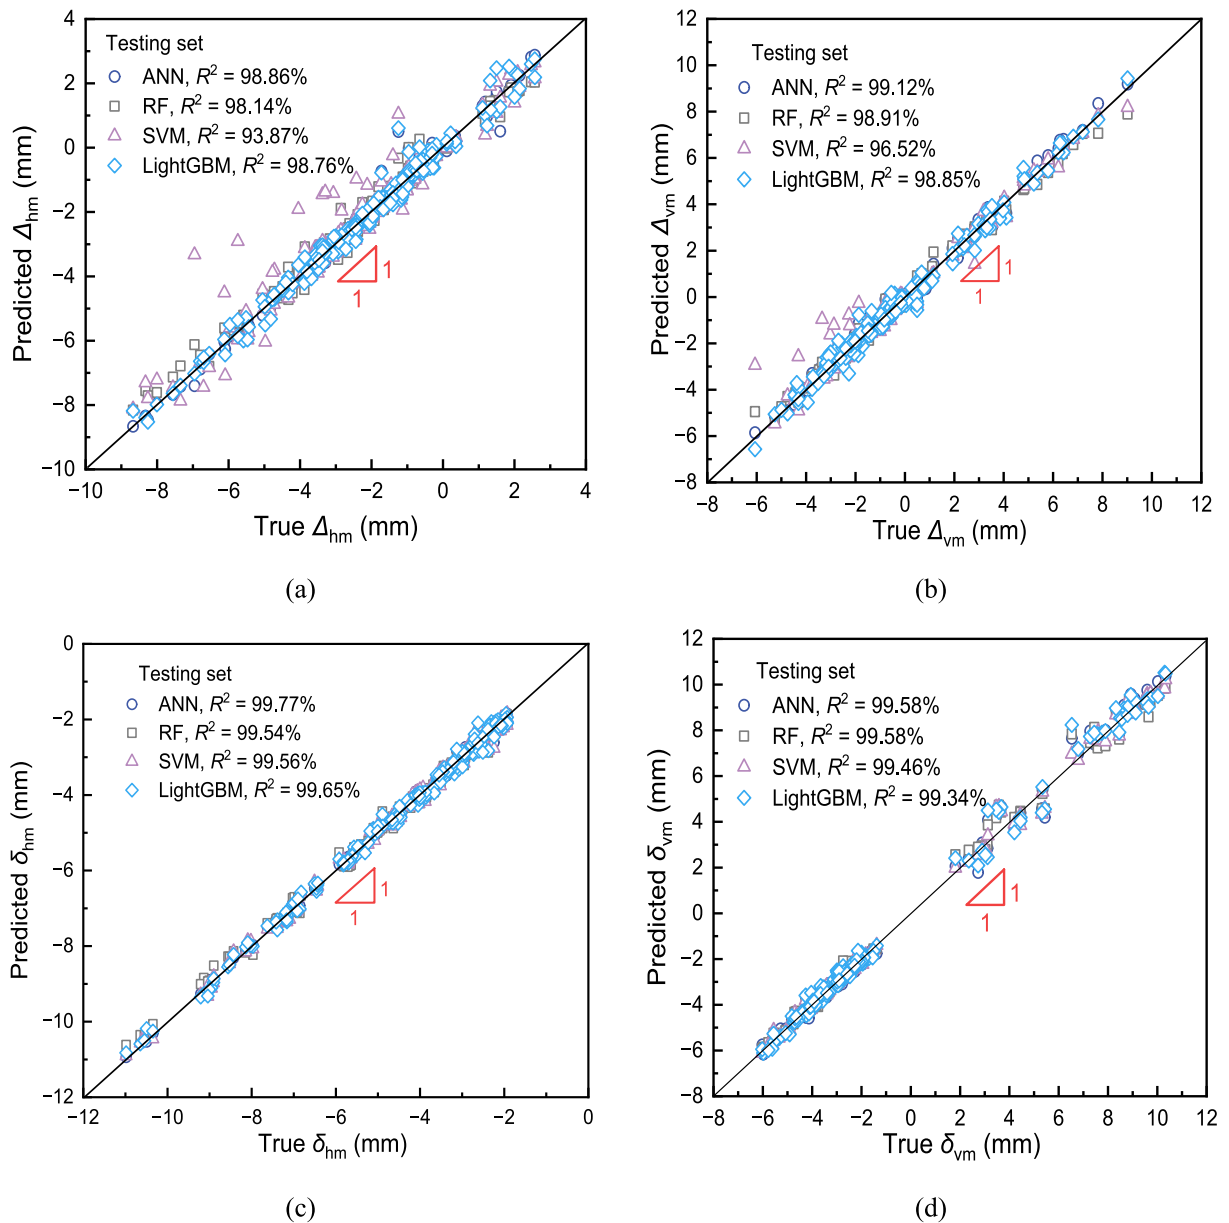 4
2
0
−2
−4
−6
−8
−10
Predicted Δhm (mm)
Testing set
ANN, R² = 98.86%
RF, R² = 98.14%
SVM, R² = 93.87%
LightGBM, R² = 98.76%
1
1
−10 −8 −6 −4 −2 0 2 4
True Δhm (mm)
(a)
12
10
8
6
4
2
0
−2
−4
−6
−8
Predicted Δvm (mm)
Testing set
ANN, R² = 99.12%
RF, R² = 98.91%
SVM, R² = 96.52%
LightGBM, R² = 98.85%
1
1
−8 −6 −4 −2 0 2 4 6 8 10 12
True Δvm (mm)
(b)
0
−2
−4
−6
−8
−10
−12
Predicted δhm (mm)
Testing set
ANN, R² = 99.77%
RF, R² = 99.54%
SVM, R² = 99.56%
LightGBM, R² = 99.65%
1
1
−12 −10 −8 −6 −4 −2 0
True δhm (mm)
(c)
12
10
8
6
4
2
0
−2
−4
−6
−8
Predicted δvm (mm)
Testing set
ANN, R² = 99.58%
RF, R² = 99.58%
SVM, R² = 99.46%
LightGBM, R² = 99.34%
1
1
−8 −6 −4 −2 0 2 4 6 8 10 12
True δvm (mm)
(d)